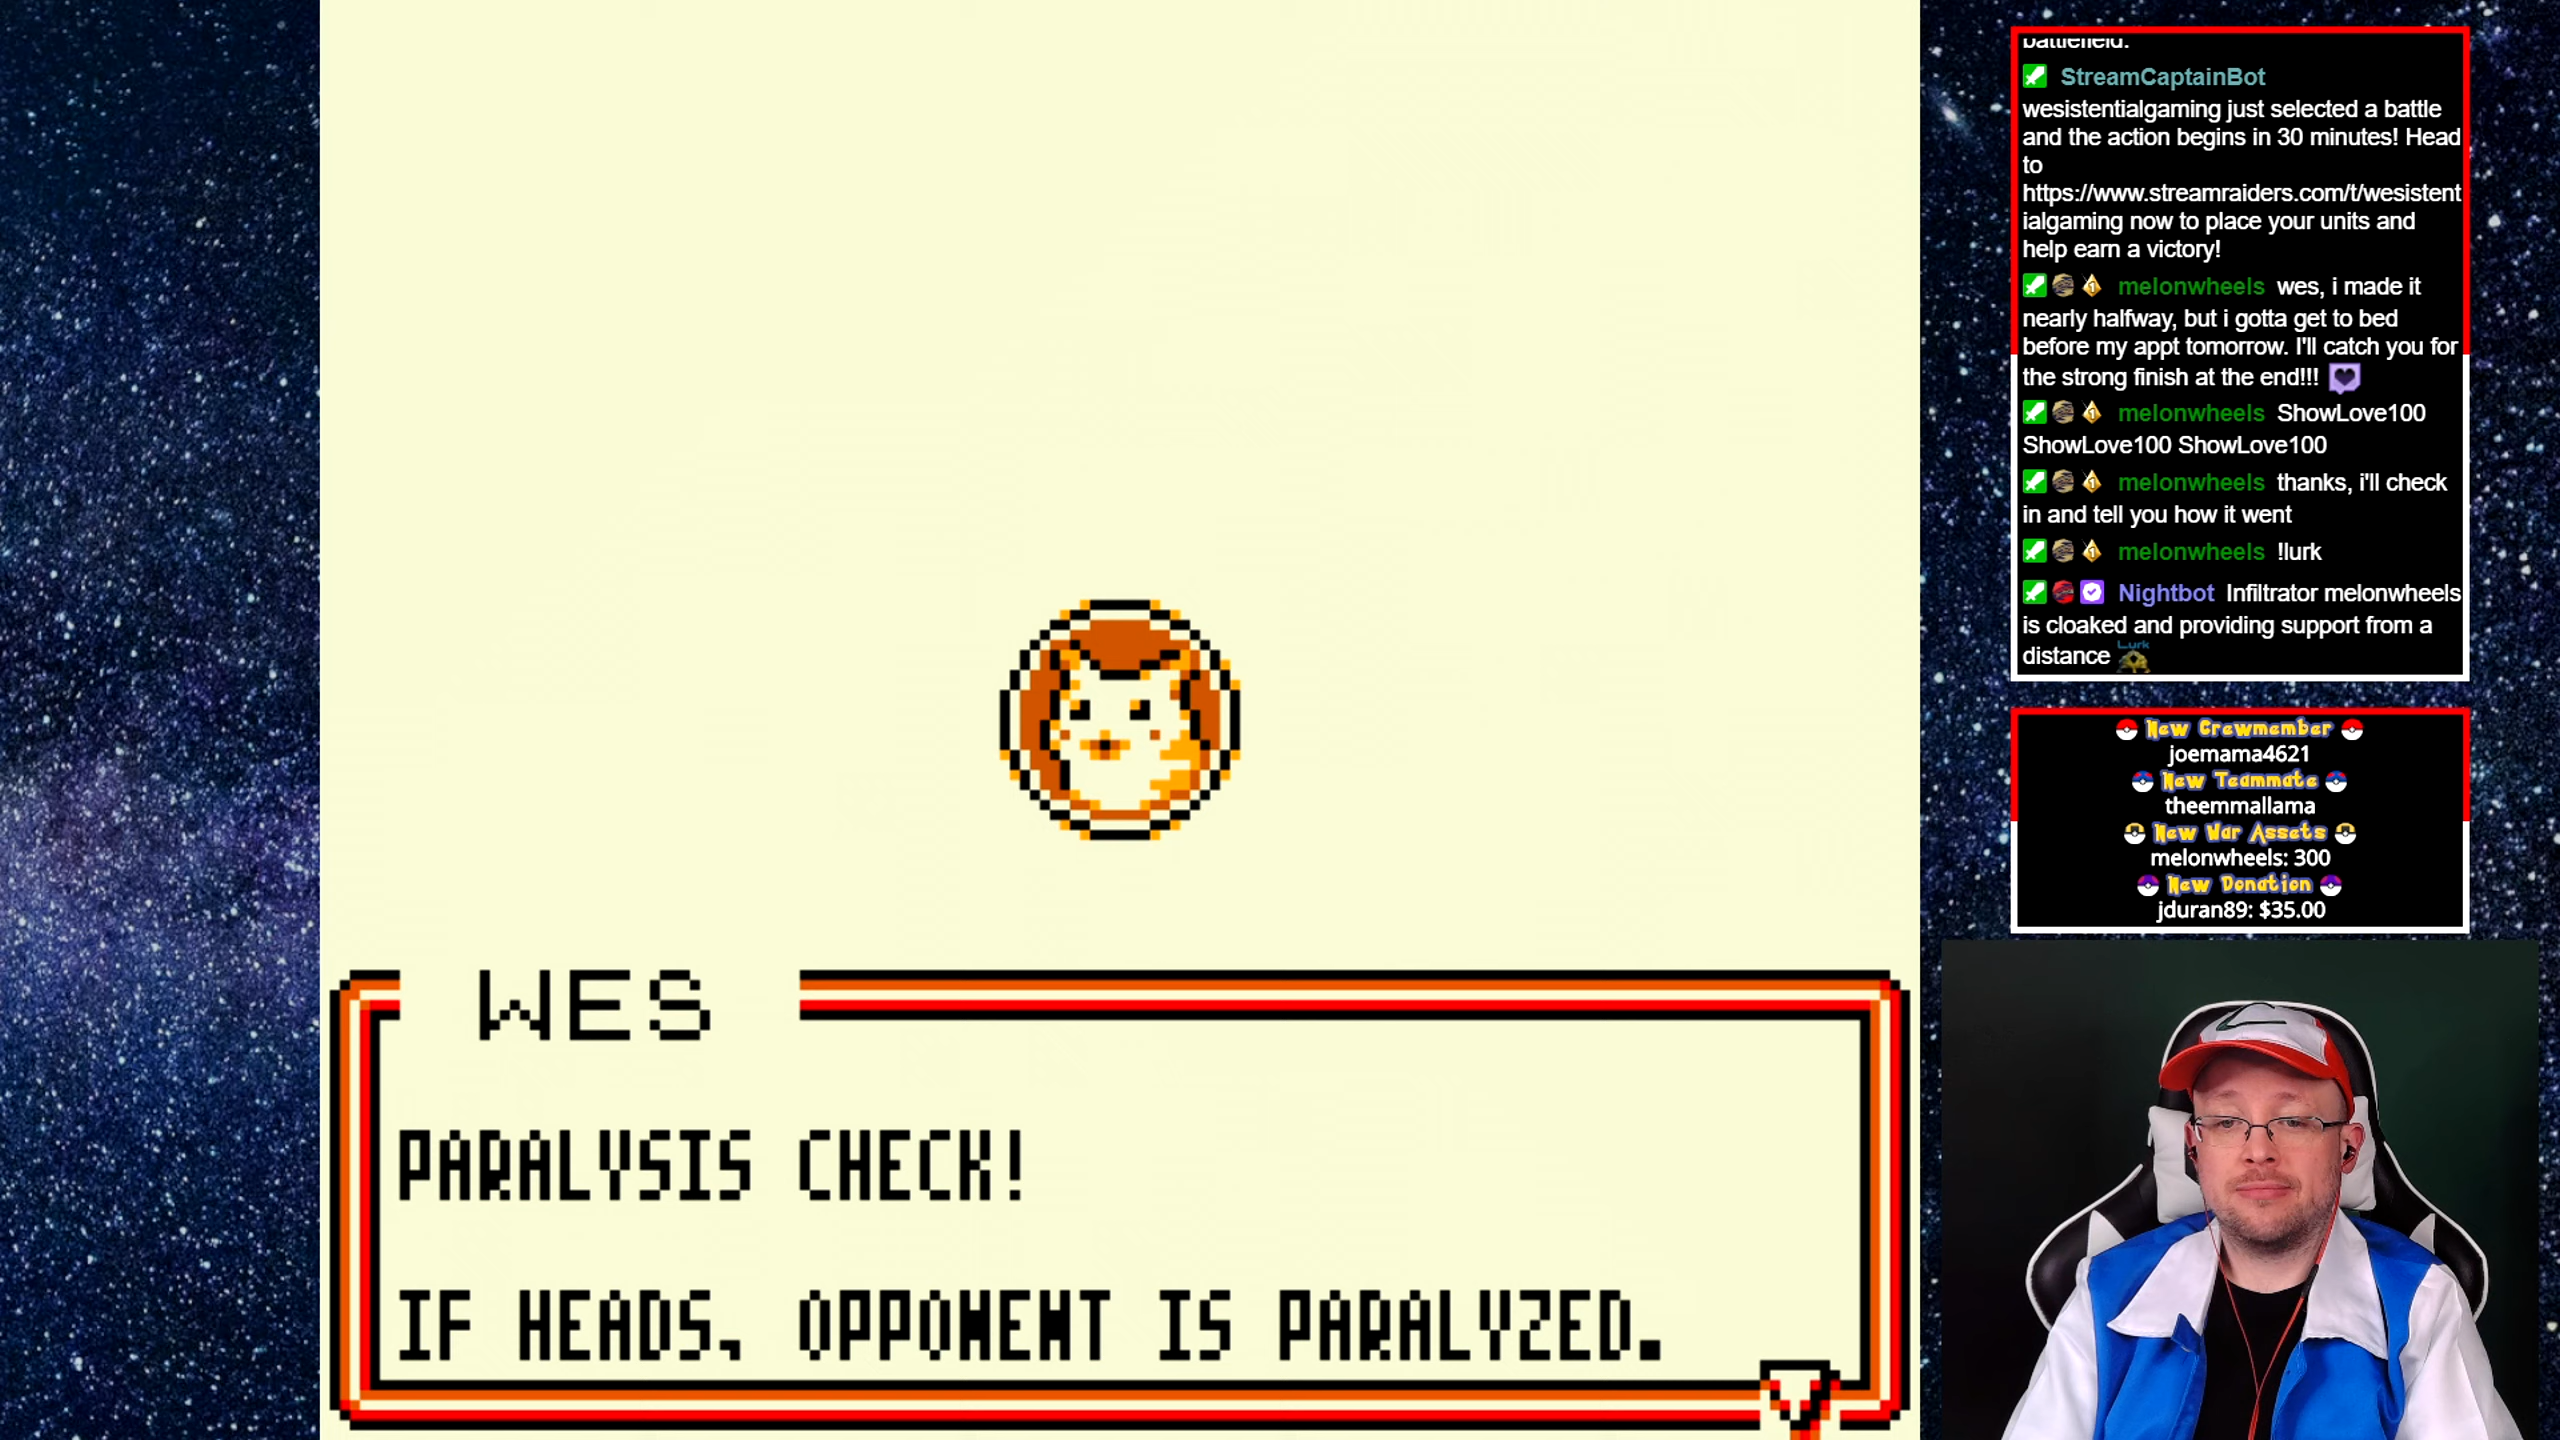 WES
PARALYSIS CHECK!
IF HEADS, OPPONENT IS PARALYZED.
battlefield.
StreamCaptainBot
wesistentialgaming just selected a battle
and the action begins in 30 minutes! Head
to
https://www.streamraiders.com/t/wesistent
ialgaming now to place your units and
help earn a victory!
melonwheels wes, i made it
nearly halfway, but i gotta get to bed
before my appt tomorrow. I'll catch you for
the strong finish at the end!!!
melonwheels ShowLove100
ShowLove100 ShowLove100
melonwheels thanks, i'll check
in and tell you how it went
melonwheels !lurk
Nightbot Infiltrator melonwheels
is cloaked and providing support from a
distance Lurk
New Crewmember
joemama4621
New Teammate
theemmallama
New War Assets
melonwheels: 300
New Donation
jduran89: $35.00